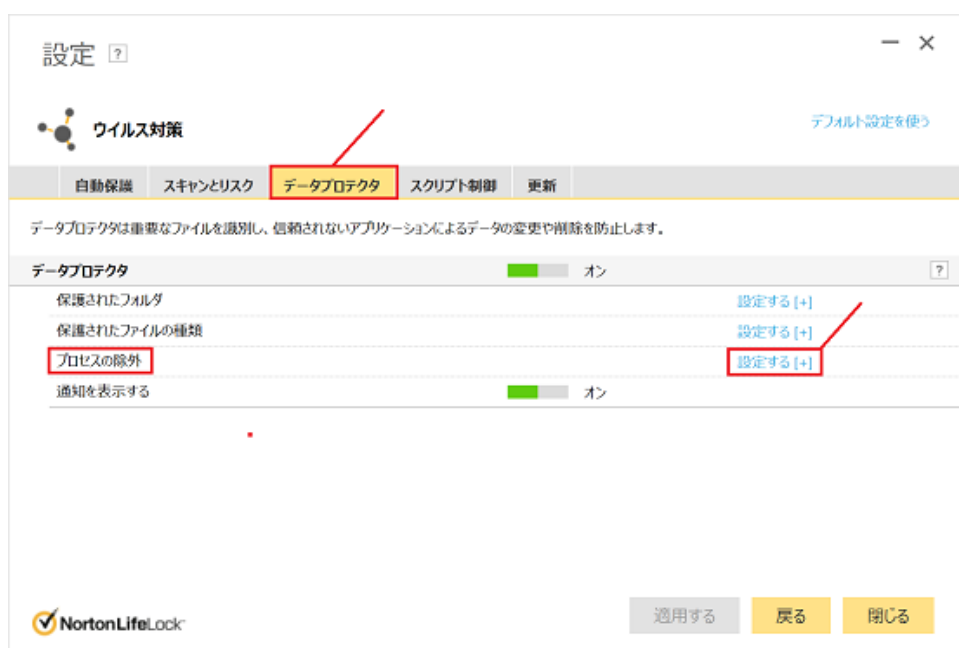 設定 ?
ウイルス対策
デフォルト設定を使う
自動保護 スキャンとリスク データプロテクタ スクリプト制御 更新
データプロテクタは重要なファイルを識別し、信頼されないアプリケーションによるデータの変更や削除を防止します。
データプロテクタ オン ?
保護されたフォルダ 設定する [+]
保護されたファイルの種類 設定する [+]
プロセスの除外 設定する [+]
通知を表示する オン
NortonLifeLock 適用する 戻る 閉じる